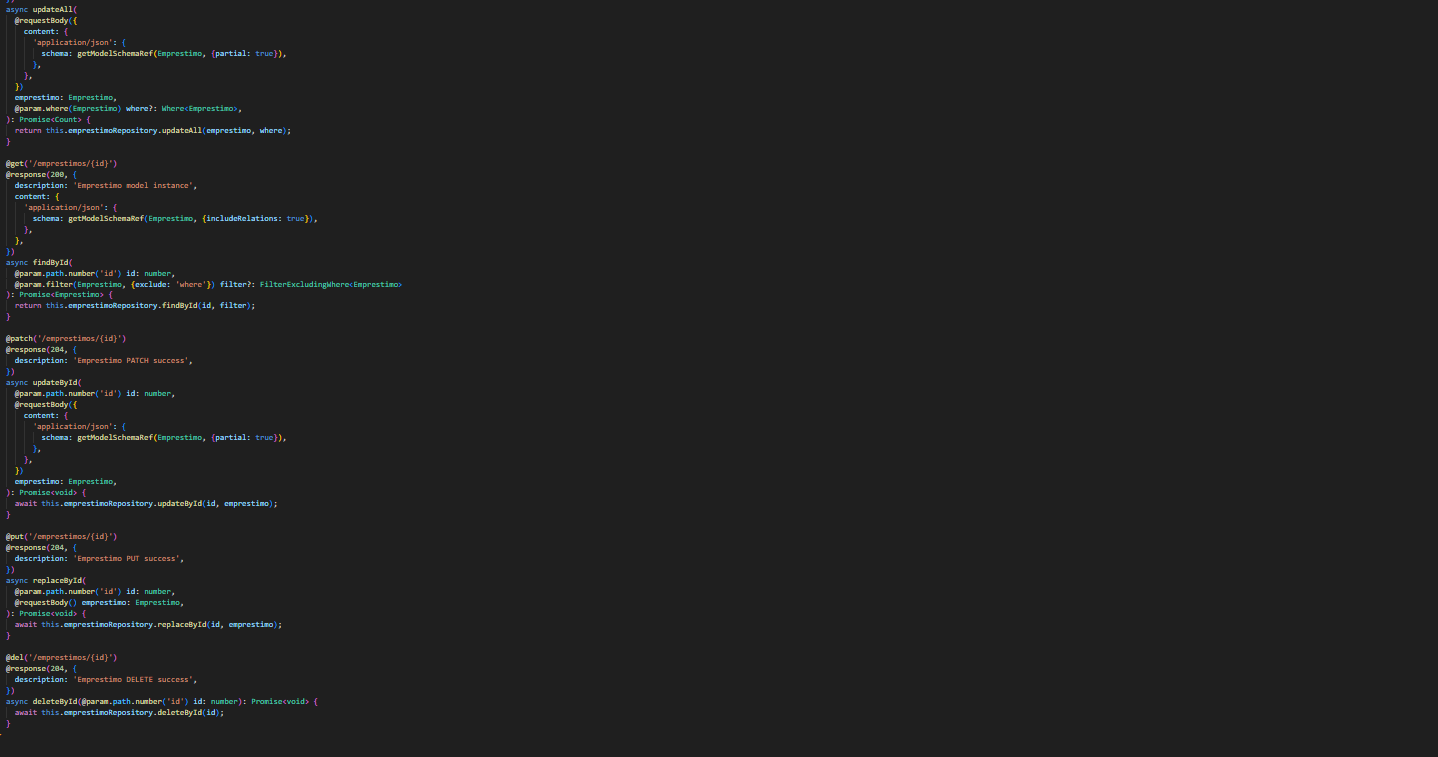 })
async updateAll(
@requestBody({
content: {
'application/json': {
schema: getModelSchemaRef(Emprestimo, {partial: true}),
},
},
})
emprestimo: Emprestimo,
@param.where(Emprestimo) where?: Where<Emprestimo>,
): Promise<Count> {
return this.emprestimoRepository.updateAll(emprestimo, where);
}
@get('/emprestimos/{id}')
@response(200, {
description: 'Emprestimo model instance',
content: {
'application/json': {
schema: getModelSchemaRef(Emprestimo, {includeRelations: true}),
},
},
})
async findById(
@param.path.number('id') id: number,
@param.filter(Emprestimo, {exclude: 'where'}) filter?: FilterExcludingWhere<Emprestimo>
): Promise<Emprestimo> {
return this.emprestimoRepository.findById(id, filter);
}
@patch('/emprestimos/{id}')
@response(204, {
description: 'Emprestimo PATCH success',
})
async updateById(
@param.path.number('id') id: number,
@requestBody({
content: {
'application/json': {
schema: getModelSchemaRef(Emprestimo, {partial: true}),
},
},
})
emprestimo: Emprestimo,
): Promise<void> {
await this.emprestimoRepository.updateById(id, emprestimo);
}
@put('/emprestimos/{id}')
@response(204, {
description: 'Emprestimo PUT success',
})
async replaceById(
@param.path.number('id') id: number,
@requestBody() emprestimo: Emprestimo,
): Promise<void> {
await this.emprestimoRepository.replaceById(id, emprestimo);
}
@del('/emprestimos/{id}')
@response(204, {
description: 'Emprestimo DELETE success',
})
async deleteById(@param.path.number('id') id: number): Promise<void> {
await this.emprestimoRepository.deleteById(id);
}